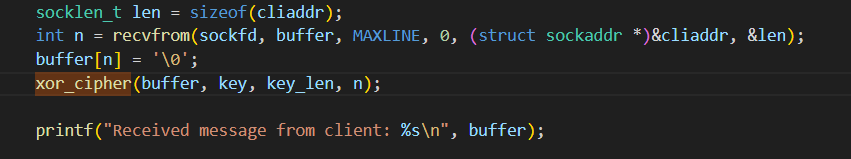 socklen_t len = sizeof(cliaddr);
int n = recvfrom(sockfd, buffer, MAXLINE, 0, (struct sockaddr *)&cliaddr, &len);
buffer[n] = '\0';
xor_cipher(buffer, key, key_len, n);
printf("Received message from client: %s\n", buffer);